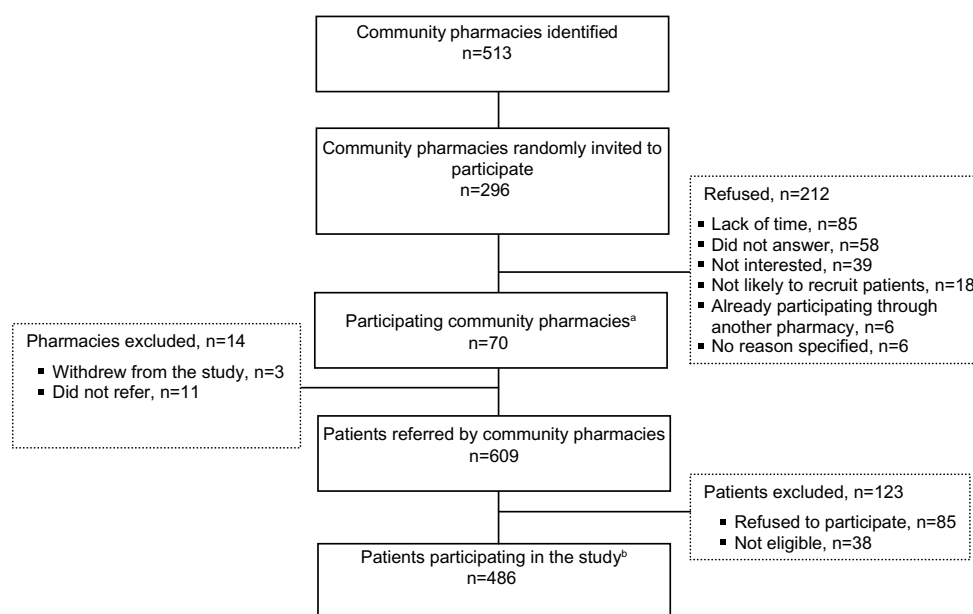 Community pharmacies identified
n=513
Community pharmacies randomly invited to
participate
n=296
Refused, n=212
▪ Lack of time, n=85
▪ Did not answer, n=58
▪ Not interested, n=39
▪ Not likely to recruit patients, n=18
▪ Already participating through
another pharmacy, n=6
▪ No reason specified, n=6
Participating community pharmaciesᵃ
n=70
Pharmacies excluded, n=14
▪ Withdrew from the study, n=3
▪ Did not refer, n=11
Patients referred by community pharmacies
n=609
Patients excluded, n=123
▪ Refused to participate, n=85
▪ Not eligible, n=38
Patients participating in the studyᵇ
n=486